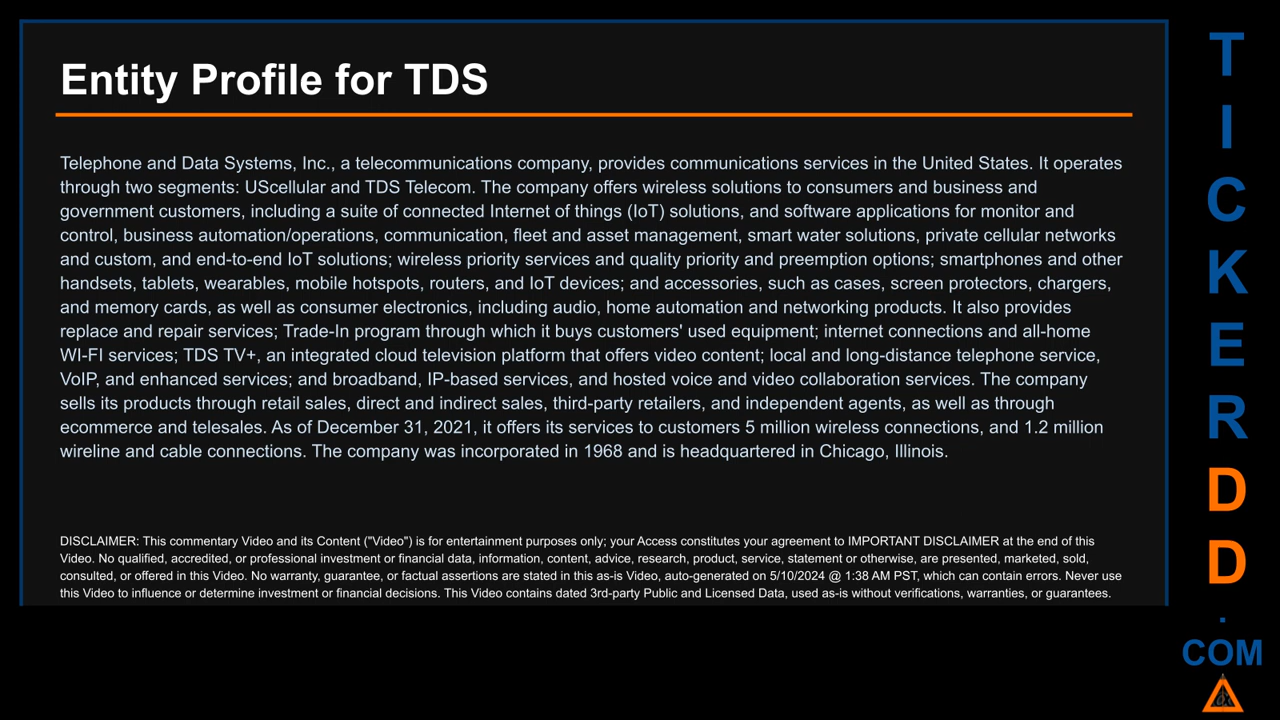 Entity Profile for TDS
Telephone and Data Systems, Inc., a telecommunications company, provides communications services in the United States. It operates
through two segments: UScellular and TDS Telecom. The company offers wireless solutions to consumers and business and
government customers, including a suite of connected Internet of things (IoT) solutions, and software applications for monitor and
control, business automation/operations, communication, fleet and asset management, smart water solutions, private cellular networks
and custom, and end-to-end IoT solutions; wireless priority services and quality priority and preemption options; smartphones and other
handsets, tablets, wearables, mobile hotspots, routers, and IoT devices; and accessories, such as cases, screen protectors, chargers,
and memory cards, as well as consumer electronics, including audio, home automation and networking products. It also provides
replace and repair services; Trade-In program through which it buys customers' used equipment; internet connections and all-home
WI-FI services; TDS TV+, an integrated cloud television platform that offers video content; local and long-distance telephone service,
VoIP, and enhanced services; and broadband, IP-based services, and hosted voice and video collaboration services. The company
sells its products through retail sales, direct and indirect sales, third-party retailers, and independent agents, as well as through
ecommerce and telesales. As of December 31, 2021, it offers its services to customers 5 million wireless connections, and 1.2 million
wireline and cable connections. The company was incorporated in 1968 and is headquartered in Chicago, Illinois.
DISCLAIMER: This commentary Video and its Content ("Video") is for entertainment purposes only; your Access constitutes your agreement to IMPORTANT DISCLAIMER at the end of this
Video. No qualified, accredited, or professional investment or financial data, information, content, advice, research, product, service, statement or otherwise, are presented, marketed, sold,
consulted, or offered in this Video. No warranty, guarantee, or factual assertions are stated in this as-is Video, auto-generated on 5/10/2024 @ 1:38 AM PST, which can contain errors. Never use
this Video to influence or determine investment or financial decisions. This Video contains dated 3rd-party Public and Licensed Data, used as-is without verifications, warranties, or guarantees.
T
I
C
K
E
R
D
D
.
COM